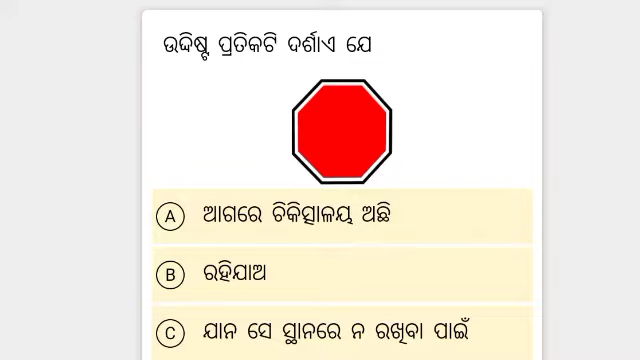 ଉଦ୍ଦିଷ୍ଟ ପ୍ରତିକଟି ଦର୍ଶାଏ ଯେ
A ଆଗରେ ଚିକିତ୍ସାଳୟ ଅଛି
B ରହିଯାଅ
C ଯାନ ସେ ସ୍ଥାନରେ ନ ରଖିବା ପାଇଁ